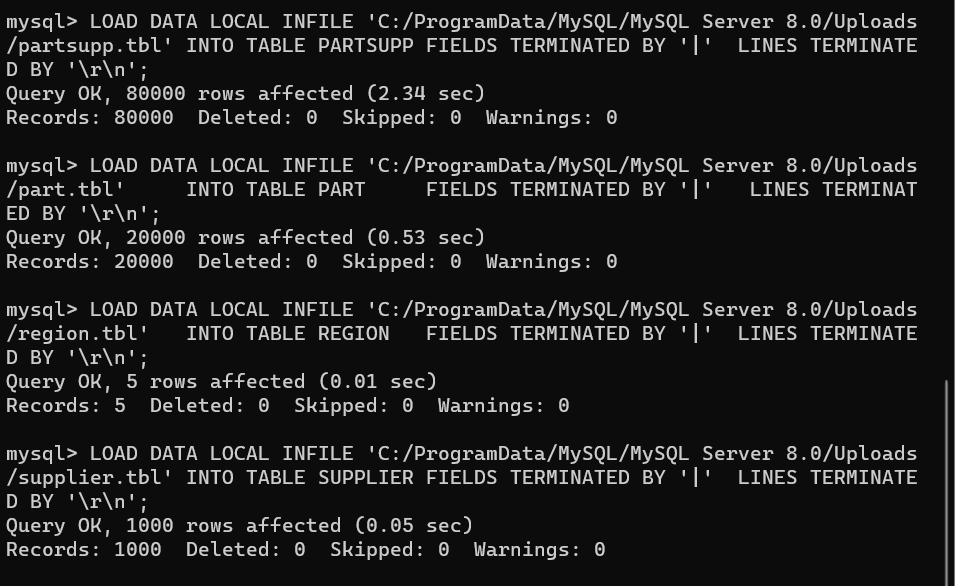 mysql> LOAD DATA LOCAL INFILE 'C:/ProgramData/MySQL/MySQL Server 8.0/Uploads
/partsupp.tbl' INTO TABLE PARTSUPP FIELDS TERMINATED BY '|'  LINES TERMINATE
D BY '\r\n';
Query OK, 80000 rows affected (2.34 sec)
Records: 80000  Deleted: 0  Skipped: 0  Warnings: 0

mysql> LOAD DATA LOCAL INFILE 'C:/ProgramData/MySQL/MySQL Server 8.0/Uploads
/part.tbl'     INTO TABLE PART     FIELDS TERMINATED BY '|'   LINES TERMINAT
ED BY '\r\n';
Query OK, 20000 rows affected (0.53 sec)
Records: 20000  Deleted: 0  Skipped: 0  Warnings: 0

mysql> LOAD DATA LOCAL INFILE 'C:/ProgramData/MySQL/MySQL Server 8.0/Uploads
/region.tbl'   INTO TABLE REGION   FIELDS TERMINATED BY '|'  LINES TERMINATE
D BY '\r\n';
Query OK, 5 rows affected (0.01 sec)
Records: 5  Deleted: 0  Skipped: 0  Warnings: 0

mysql> LOAD DATA LOCAL INFILE 'C:/ProgramData/MySQL/MySQL Server 8.0/Uploads
/supplier.tbl' INTO TABLE SUPPLIER FIELDS TERMINATED BY '|'  LINES TERMINATE
D BY '\r\n';
Query OK, 1000 rows affected (0.05 sec)
Records: 1000  Deleted: 0  Skipped: 0  Warnings: 0